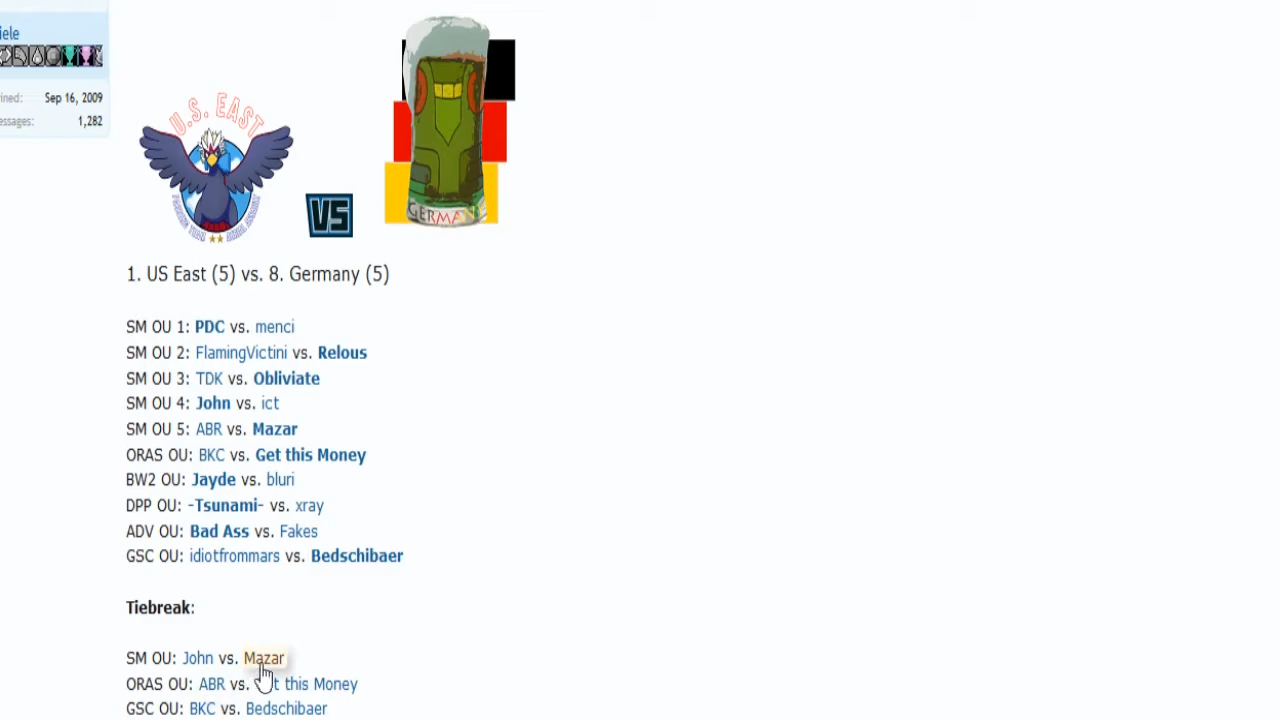 iele
ined: Sep 16, 2009
essages: 1,282
U.S. EAST
VS
GERMANY
1. US East (5) vs. 8. Germany (5)
SM OU 1: PDC vs. menci
SM OU 2: FlamingVictini vs. Relous
SM OU 3: TDK vs. Obliviate
SM OU 4: John vs. ict
SM OU 5: ABR vs. Mazar
ORAS OU: BKC vs. Get this Money
BW2 OU: Jayde vs. bluri
DPP OU: -Tsunami- vs. xray
ADV OU: Bad Ass vs. Fakes
GSC OU: idiotfrommars vs. Bedschibaer
Tiebreak:
SM OU: John vs. Mazar
ORAS OU: ABR vs. t this Money
GSC OU: BKC vs. Bedschibaer